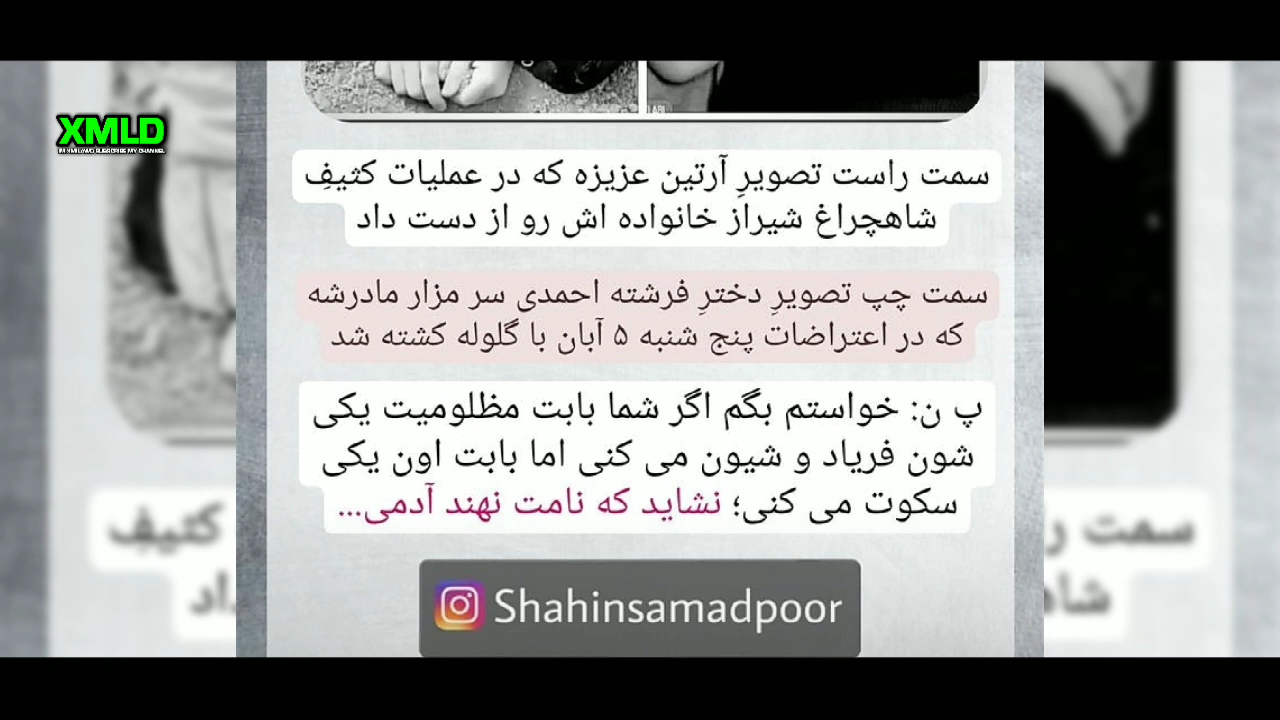 XMLD
سمت راست تصویرِ آرتین عزیزه که در عملیات کثیفِ
شاهچراغ شیراز خانواده اش رو از دست داد
سمت چپ تصویرِ دخترِ فرشته احمدی سر مزار مادرشه
که در اعتراضات پنج شنبه ۵ آبان با گلوله کشته شد
پ ن: خواستم بگم اگر شما بابت مظلومیت یکی
شون فریاد و شیون می کنی اما بابت اون یکی
سکوت می کنی؛ نشاید که نامت نهند آدمی...
Shahinsamadpoor